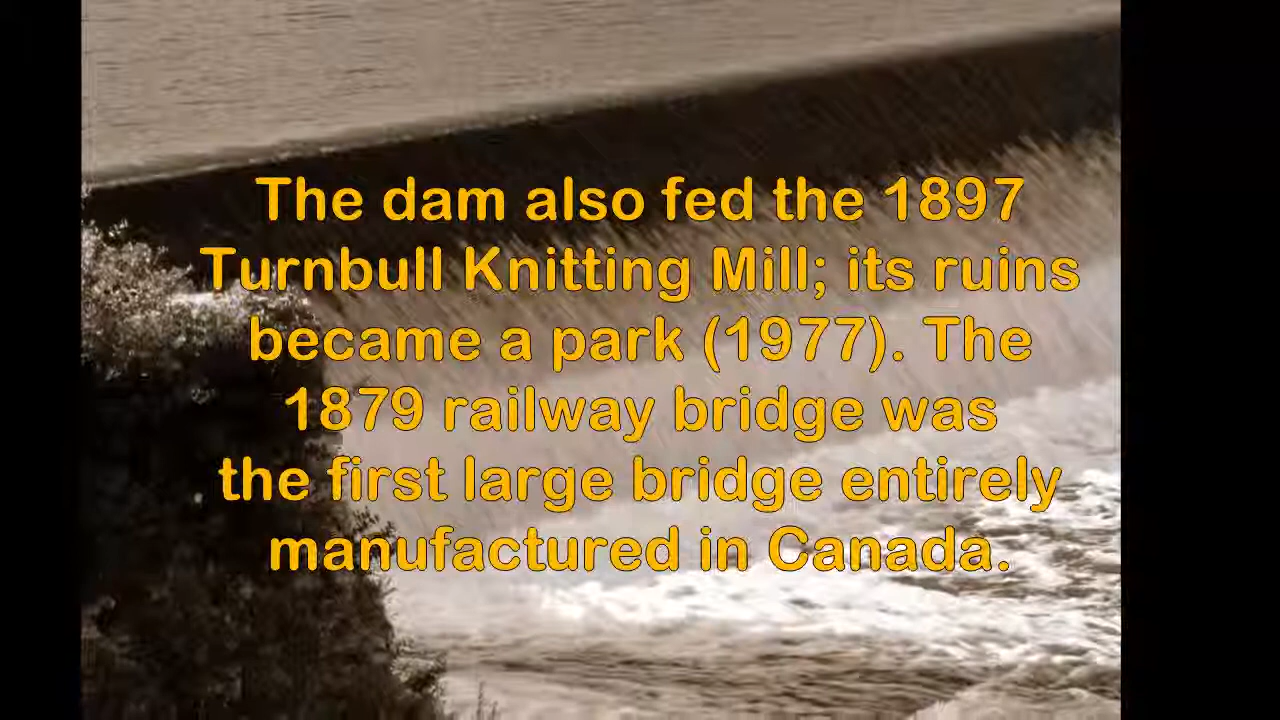 The dam also fed the 1897
Turnbull Knitting Mill; its ruins
became a park (1977). The
1879 railway bridge was
the first large bridge entirely
manufactured in Canada.